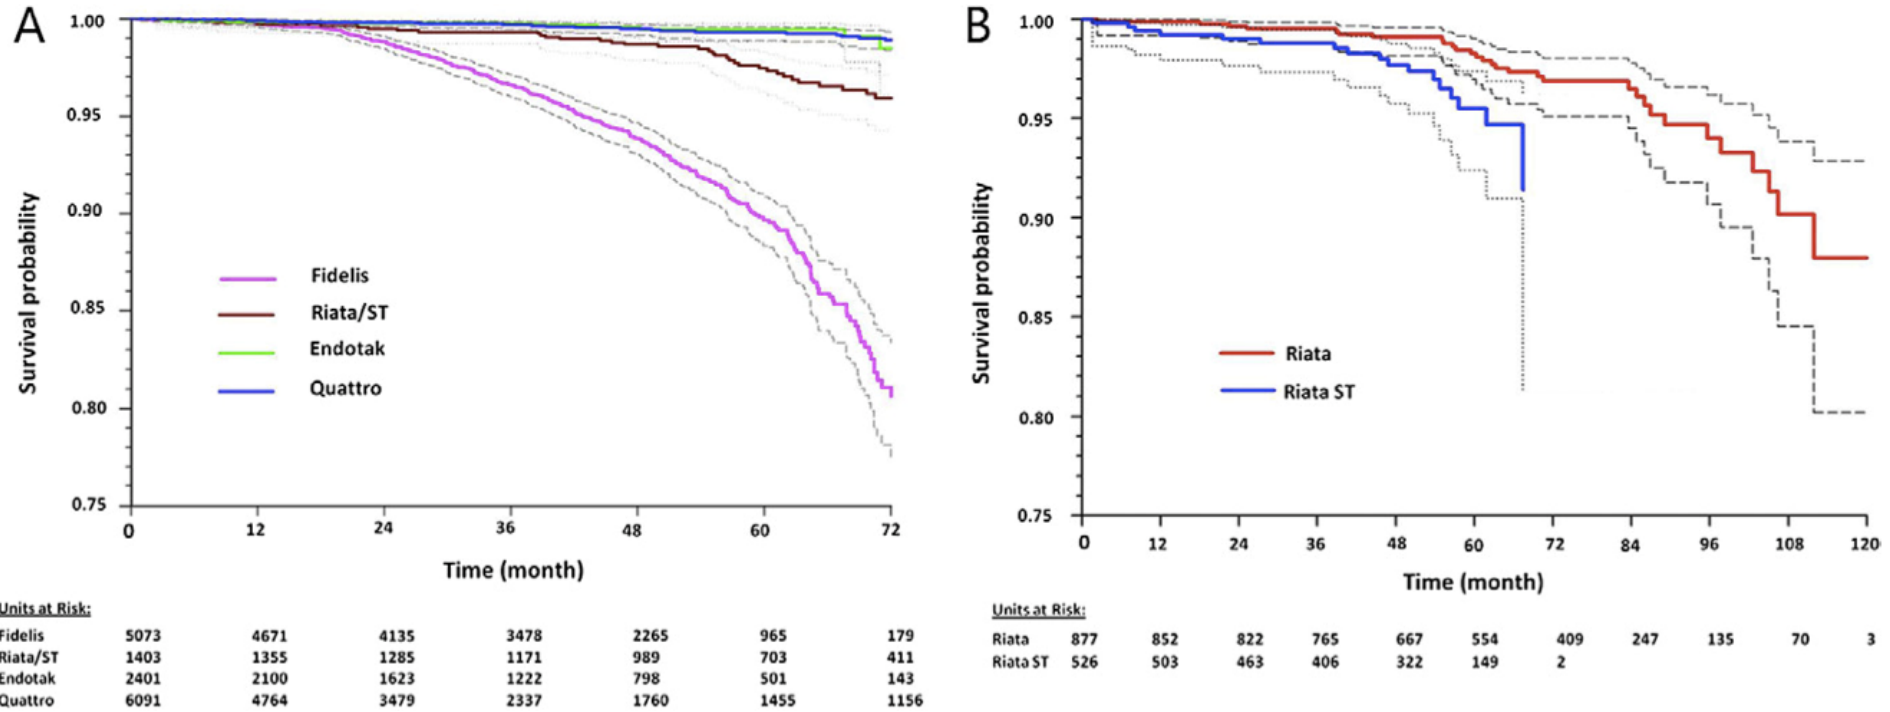 A
1.00
0.95
0.90
0.85
0.80
0.75
Survival probability
Fidelis
Riata/ST
Endotak
Quattro
0 12 24 36 48 60 72
Time (month)
Units at Risk:
Fidelis 5073 4671 4135 3478 2265 965 179
Riata/ST 1403 1355 1285 1171 989 703 411
Endotak 2401 2100 1623 1222 798 501 143
Quattro 6091 4764 3479 2337 1760 1455 1156
B
1.00
0.95
0.90
0.85
0.80
0.75
Survival probability
Riata
Riata ST
0 12 24 36 48 60 72 84 96 108 120
Time (month)
Units at Risk:
Riata 877 852 822 765 667 554 409 247 135 70 3
Riata ST 526 503 463 406 322 149 2